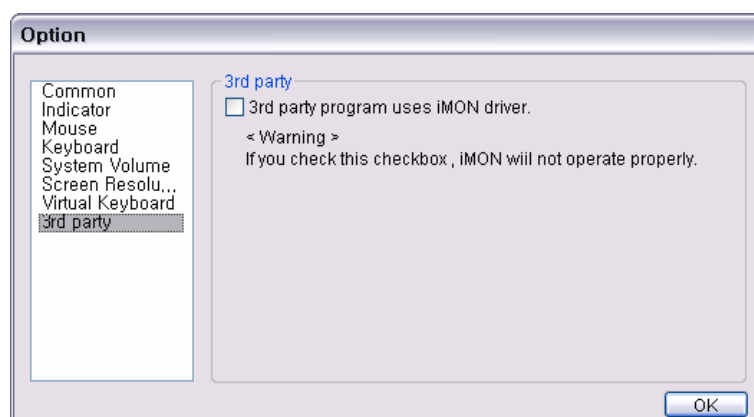 Option
Common
Indicator
Mouse
Keyboard
System Volume
Screen Resolu...
Virtual Keyboard
3rd party
3rd party
3rd party program uses iMON driver.
< Warning >
If you check this checkbox , iMON wiil not operate properly.
OK